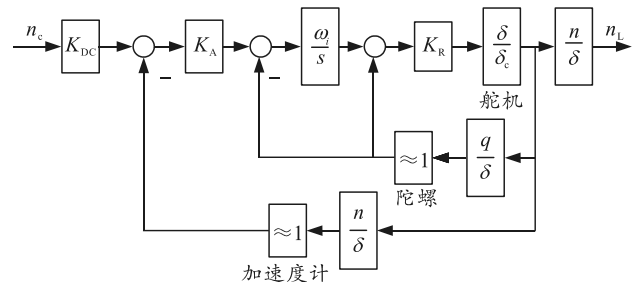 n_c
K_DC
K_A
ω_i/s
K_R
δ/δ_c
n/δ
n_L
舵机
−
−
q/δ
≈1
陀螺
n/δ
≈1
加速度计